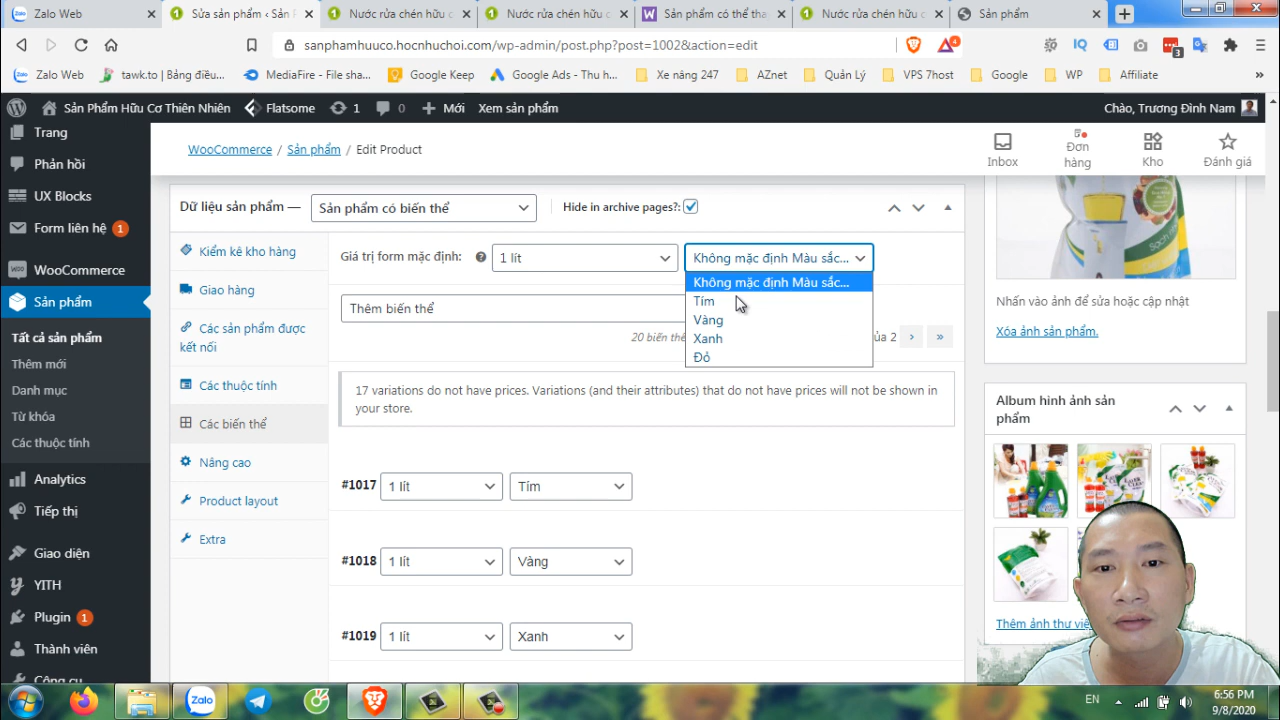 Zalo Web
Sửa sản phẩm ‹ Sản P
Nước rửa chén hữu c
Nước rửa chén hữu c
Sản phẩm có thể tha
Nước rửa chén hữu c
Sản phẩm
sanphamhuuco.hoinhuchoi.com/wp-admin/post.php?post=1002&action=edit
4
3
Zalo Web
tawk.to | Bảng điều...
MediaFire - File sha...
Google Keep
Google Ads - Thu h...
Xe nâng 247
AZnet
Quản Lý
VPS 7host
Google
WP
Affiliate
Sản Phẩm Hữu Cơ Thiên Nhiên
Flatsome
1
0
Mới
Xem sản phẩm
Chào, Trương Đình Nam
Trang
Phản hồi
UX Blocks
Form liên hệ 1
WooCommerce
Sản phẩm
Tất cả sản phẩm
Thêm mới
Danh mục
Từ khóa
Các thuộc tính
Analytics
Tiếp thị
Giao diện
YITH
Plugin 1
Thành viên
Công cụ
WooCommerce / Sản phẩm / Edit Product
Inbox
Đơn hàng
Kho
Đánh giá
Dữ liệu sản phẩm —
Sản phẩm có biến thể
Hide in archive pages?:
Kiểm kê kho hàng
Giao hàng
Các sản phẩm được
kết nối
Các thuộc tính
Các biến thể
Nâng cao
Product layout
Extra
Giá trị form mặc định:
1 lít
Không mặc định Màu sắc...
Không mặc định Màu sắc...
Tím
Vàng
Xanh
Đỏ
Thêm biến thể
20 biến thể
ủa 2
›
»
17 variations do not have prices. Variations (and their attributes) that do not have prices will not be shown in
your store.
#1017
1 lít
Tím
#1018
1 lít
Vàng
#1019
1 lít
Xanh
Nhấn vào ảnh để sửa hoặc cập nhật
Xóa ảnh sản phẩm.
Album hình ảnh sản
phẩm
Thêm ảnh thư việ
Zalo
EN
6:56 PM
9/8/2020